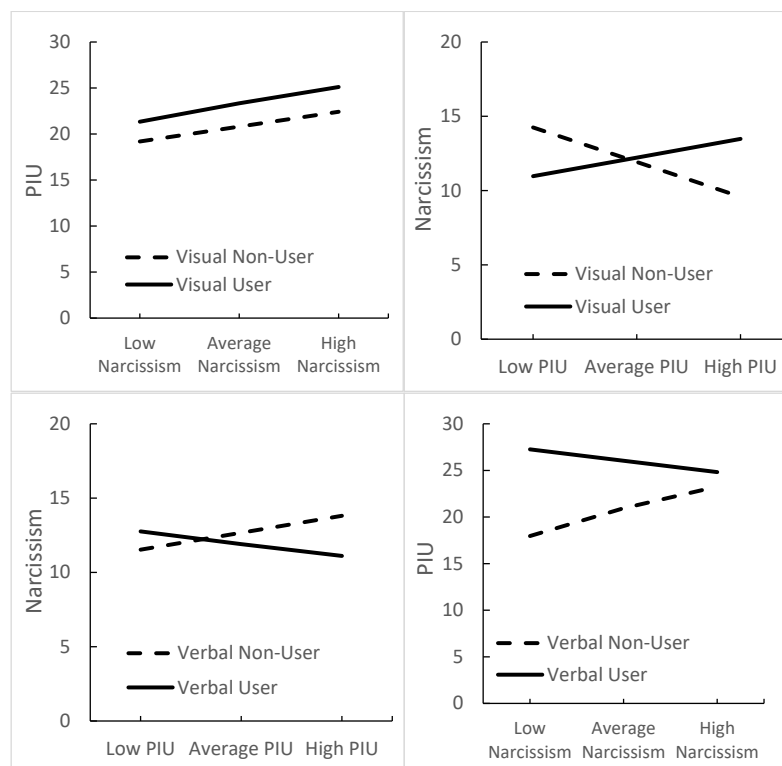 30
25
20
15
10
5
0
PIU
Visual Non-User
Visual User
Low Narcissism
Average Narcissism
High Narcissism
20
15
10
5
0
Narcissism
Visual Non-User
Visual User
Low PIU
Average PIU
High PIU
20
15
10
5
0
Narcissism
Verbal Non-User
Verbal User
Low PIU
Average PIU
High PIU
30
25
20
15
10
5
0
PIU
Verbal Non-User
Verbal User
Low Narcissism
Average Narcissism
High Narcissism